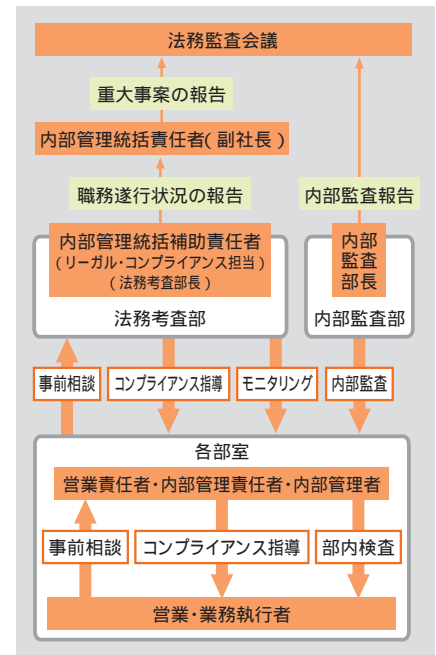 法務監査会議
重大事案の報告
内部管理統括責任者(副社長)
職務遂行状況の報告
内部監査報告
内部管理統括補助責任者
(リーガル・コンプライアンス担当)
(法務考査部長)
法務考査部
内部
監査
部長
内部監査部
事前相談
コンプライアンス指導
モニタリング
内部監査
各部室
営業責任者・内部管理責任者・内部管理者
事前相談
コンプライアンス指導
部内検査
営業・業務執行者